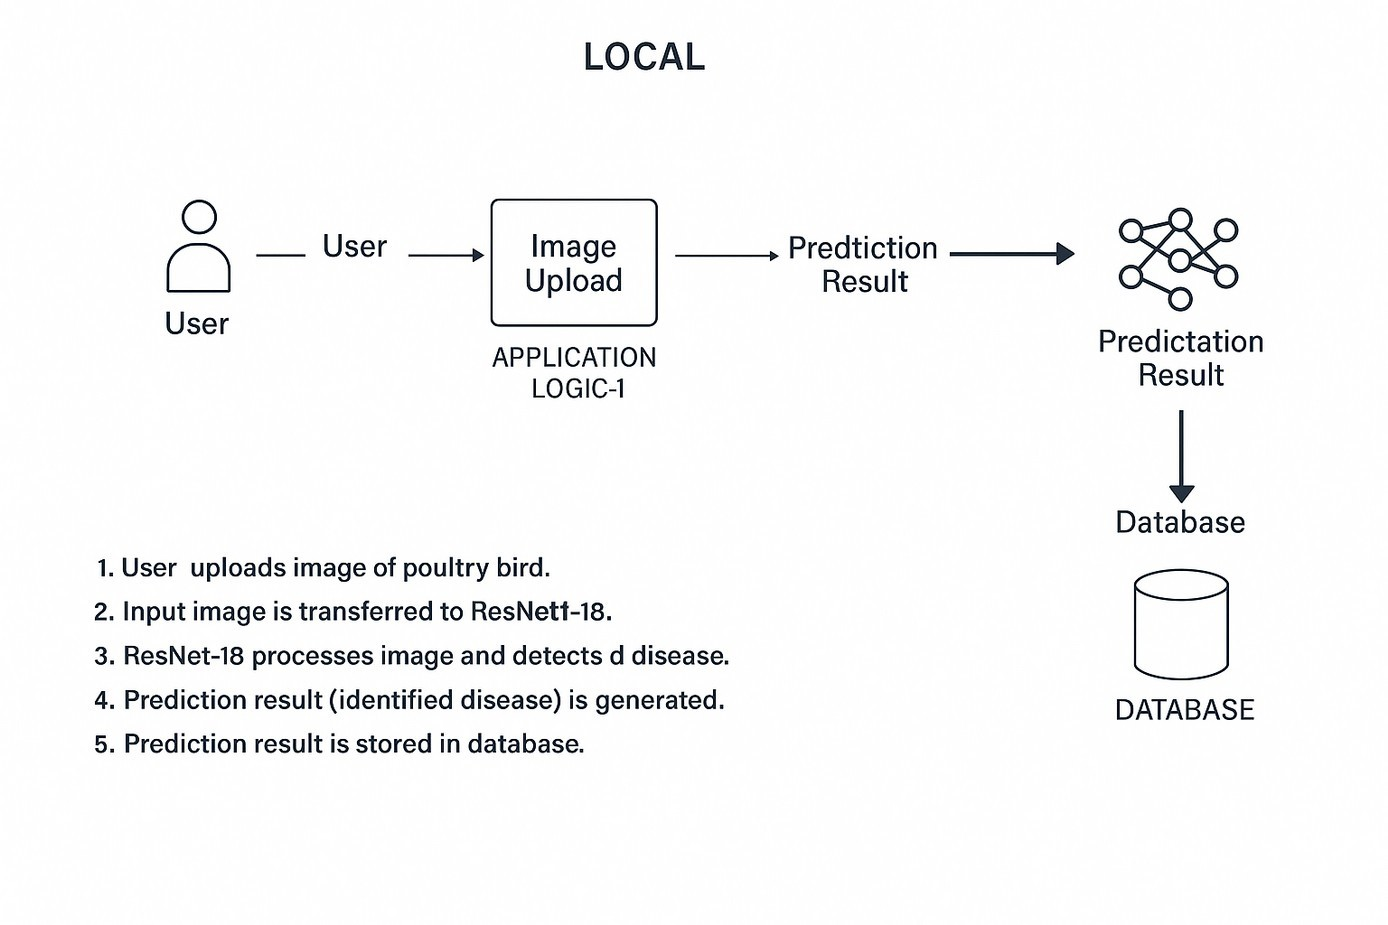 LOCAL
User
User
Image
Upload
APPLICATION
LOGIC-1
Predtiction
Result
Predictation
Result
Database
DATABASE
1. User uploads image of poultry bird.
2. Input image is transferred to ResNett-18.
3. ResNet-18 processes image and detects d disease.
4. Prediction result (identified disease) is generated.
5. Prediction result is stored in database.